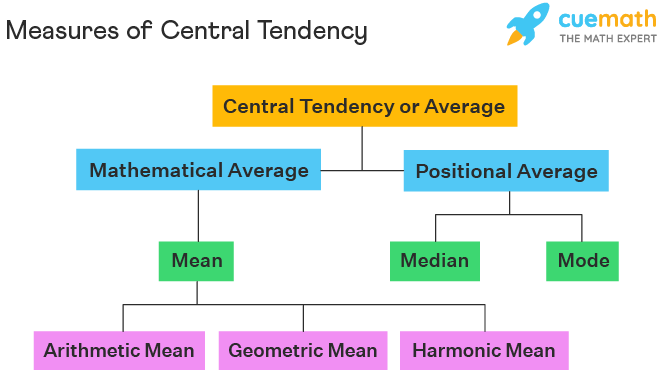 Measures of Central Tendency
cuemath
THE MATH EXPERT
Central Tendency or Average
Mathematical Average
Positional Average
Mean
Median
Mode
Arithmetic Mean
Geometric Mean
Harmonic Mean